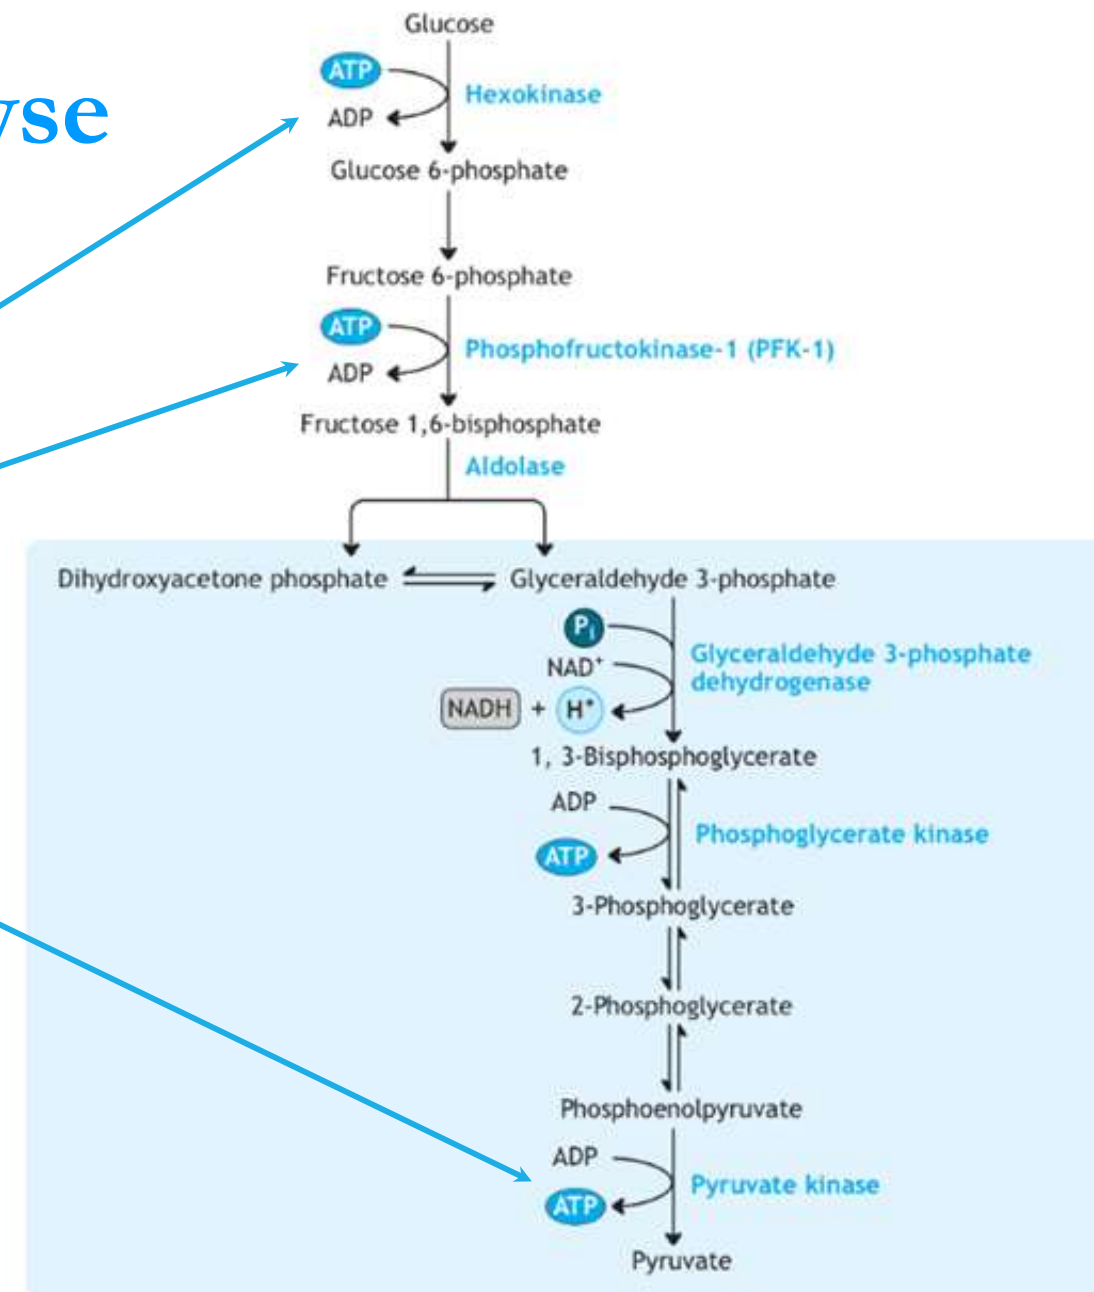 Glucose
yse
ATP
Hexokinase
ADP
Glucose 6-phosphate
Fructose 6-phosphate
ATP
Phosphofructokinase-1 (PFK-1)
ADP
Fructose 1,6-bisphosphate
Aldolase
Dihydroxyacetone phosphate
Glyceraldehyde 3-phosphate
Pi
Glyceraldehyde 3-phosphate
dehydrogenase
NAD⁺
NADH + H⁺
1, 3-Bisphosphoglycerate
ADP
Phosphoglycerate kinase
ATP
3-Phosphoglycerate
2-Phosphoglycerate
Phosphoenolpyruvate
ADP
Pyruvate kinase
ATP
Pyruvate